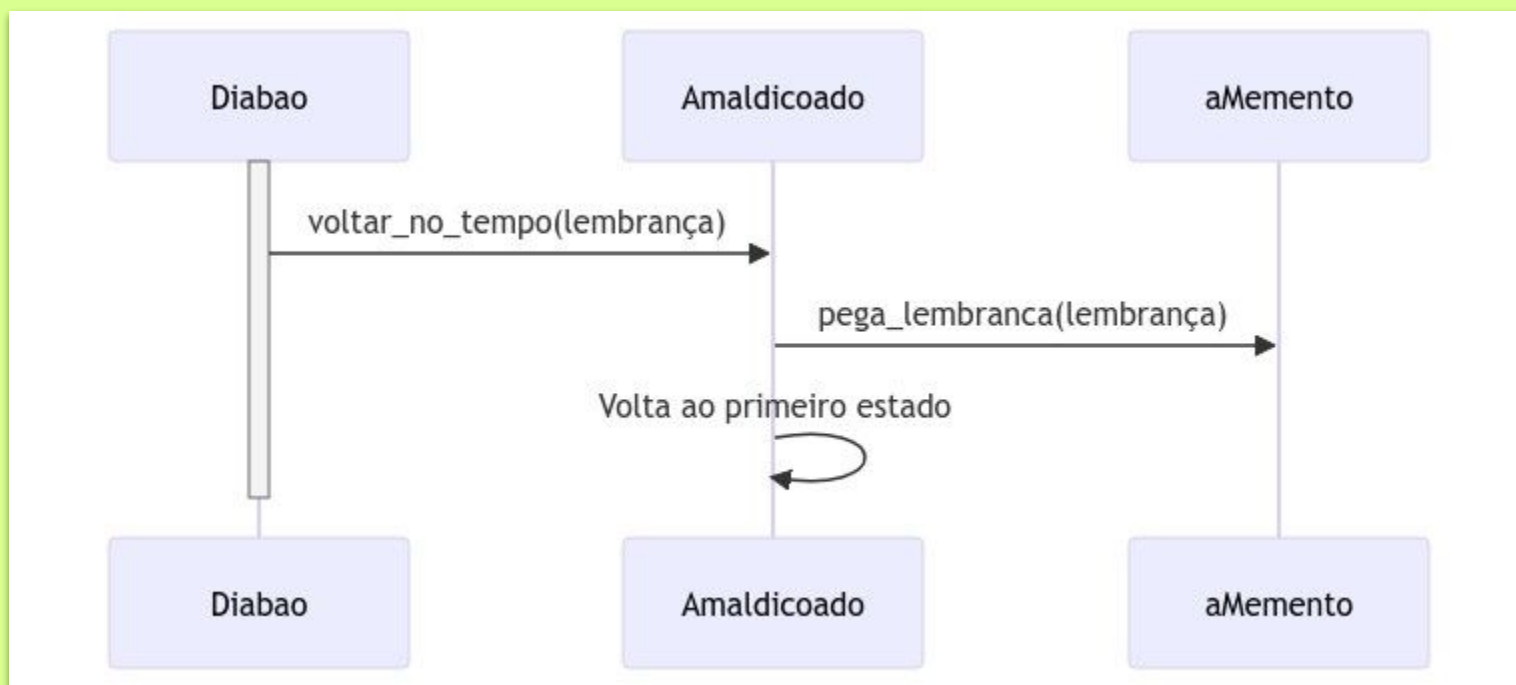 Diabao
Amaldicoado
aMemento
voltar_no_tempo(lembrança)
pega_lembranca(lembrança)
Volta ao primeiro estado
Diabao
Amaldicoado
aMemento